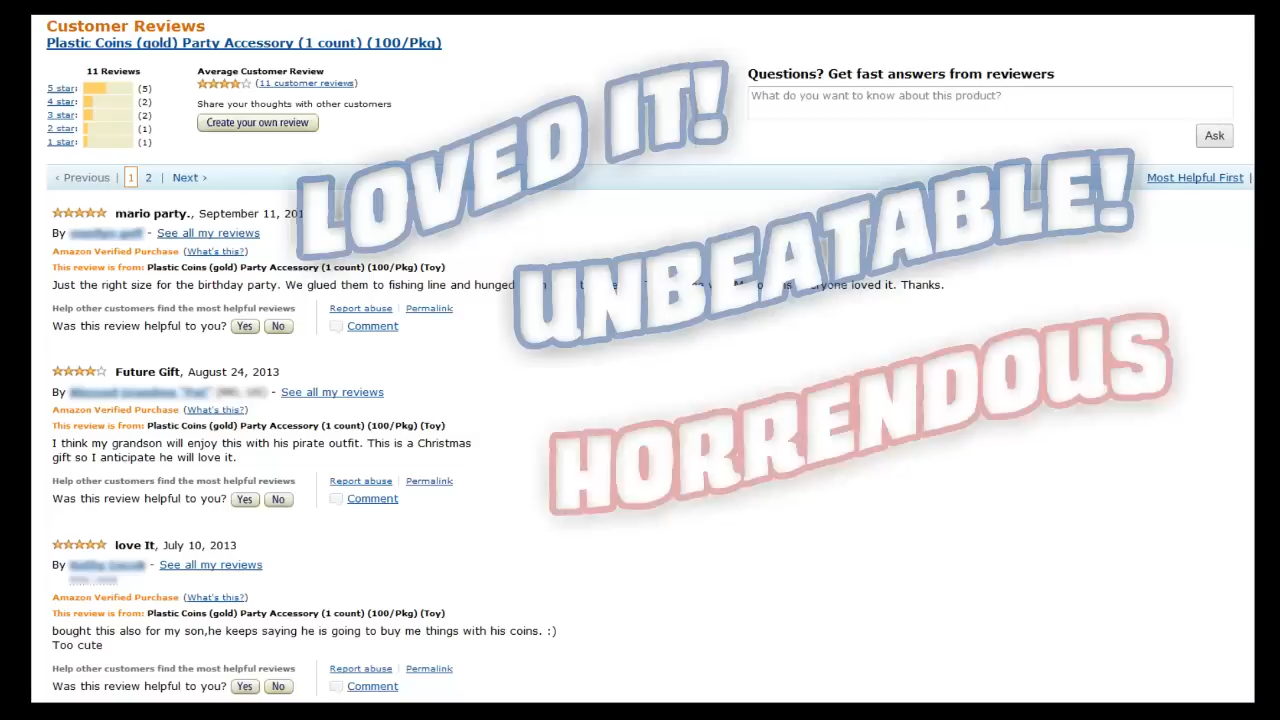 Customer Reviews
Plastic Coins (gold) Party Accessory (1 count) (100/Pkg)
11 Reviews
5 star: (5)
4 star: (2)
3 star: (2)
2 star: (1)
1 star: (1)
Average Customer Review
(11 customer reviews)
Share your thoughts with other customers
Create your own review
Questions? Get fast answers from reviewers
What do you want to know about this product?
Ask
LOVED IT!
UNBEATABLE!
HORRENDOUS
‹ Previous | 1 2 | Next ›
Most Helpful First |
mario party., September 11, 201
By - See all my reviews
Amazon Verified Purchase (What's this?)
This review is from: Plastic Coins (gold) Party Accessory (1 count) (100/Pkg) (Toy)
Just the right size for the birthday party. We glued them to fishing line and hunged loved it. Thanks.
Help other customers find the most helpful reviews
Was this review helpful to you? Yes No
Report abuse | Permalink
Comment
Future Gift, August 24, 2013
By - See all my reviews
Amazon Verified Purchase (What's this?)
This review is from: Plastic Coins (gold) Party Accessory (1 count) (100/Pkg) (Toy)
I think my grandson will enjoy this with his pirate outfit. This is a Christmas
gift so I anticipate he will love it.
Help other customers find the most helpful reviews
Was this review helpful to you? Yes No
Report abuse | Permalink
Comment
love It, July 10, 2013
By - See all my reviews
Amazon Verified Purchase (What's this?)
This review is from: Plastic Coins (gold) Party Accessory (1 count) (100/Pkg) (Toy)
bought this also for my son,he keeps saying he is going to buy me things with his coins. :)
Too cute
Help other customers find the most helpful reviews
Was this review helpful to you? Yes No
Report abuse | Permalink
Comment